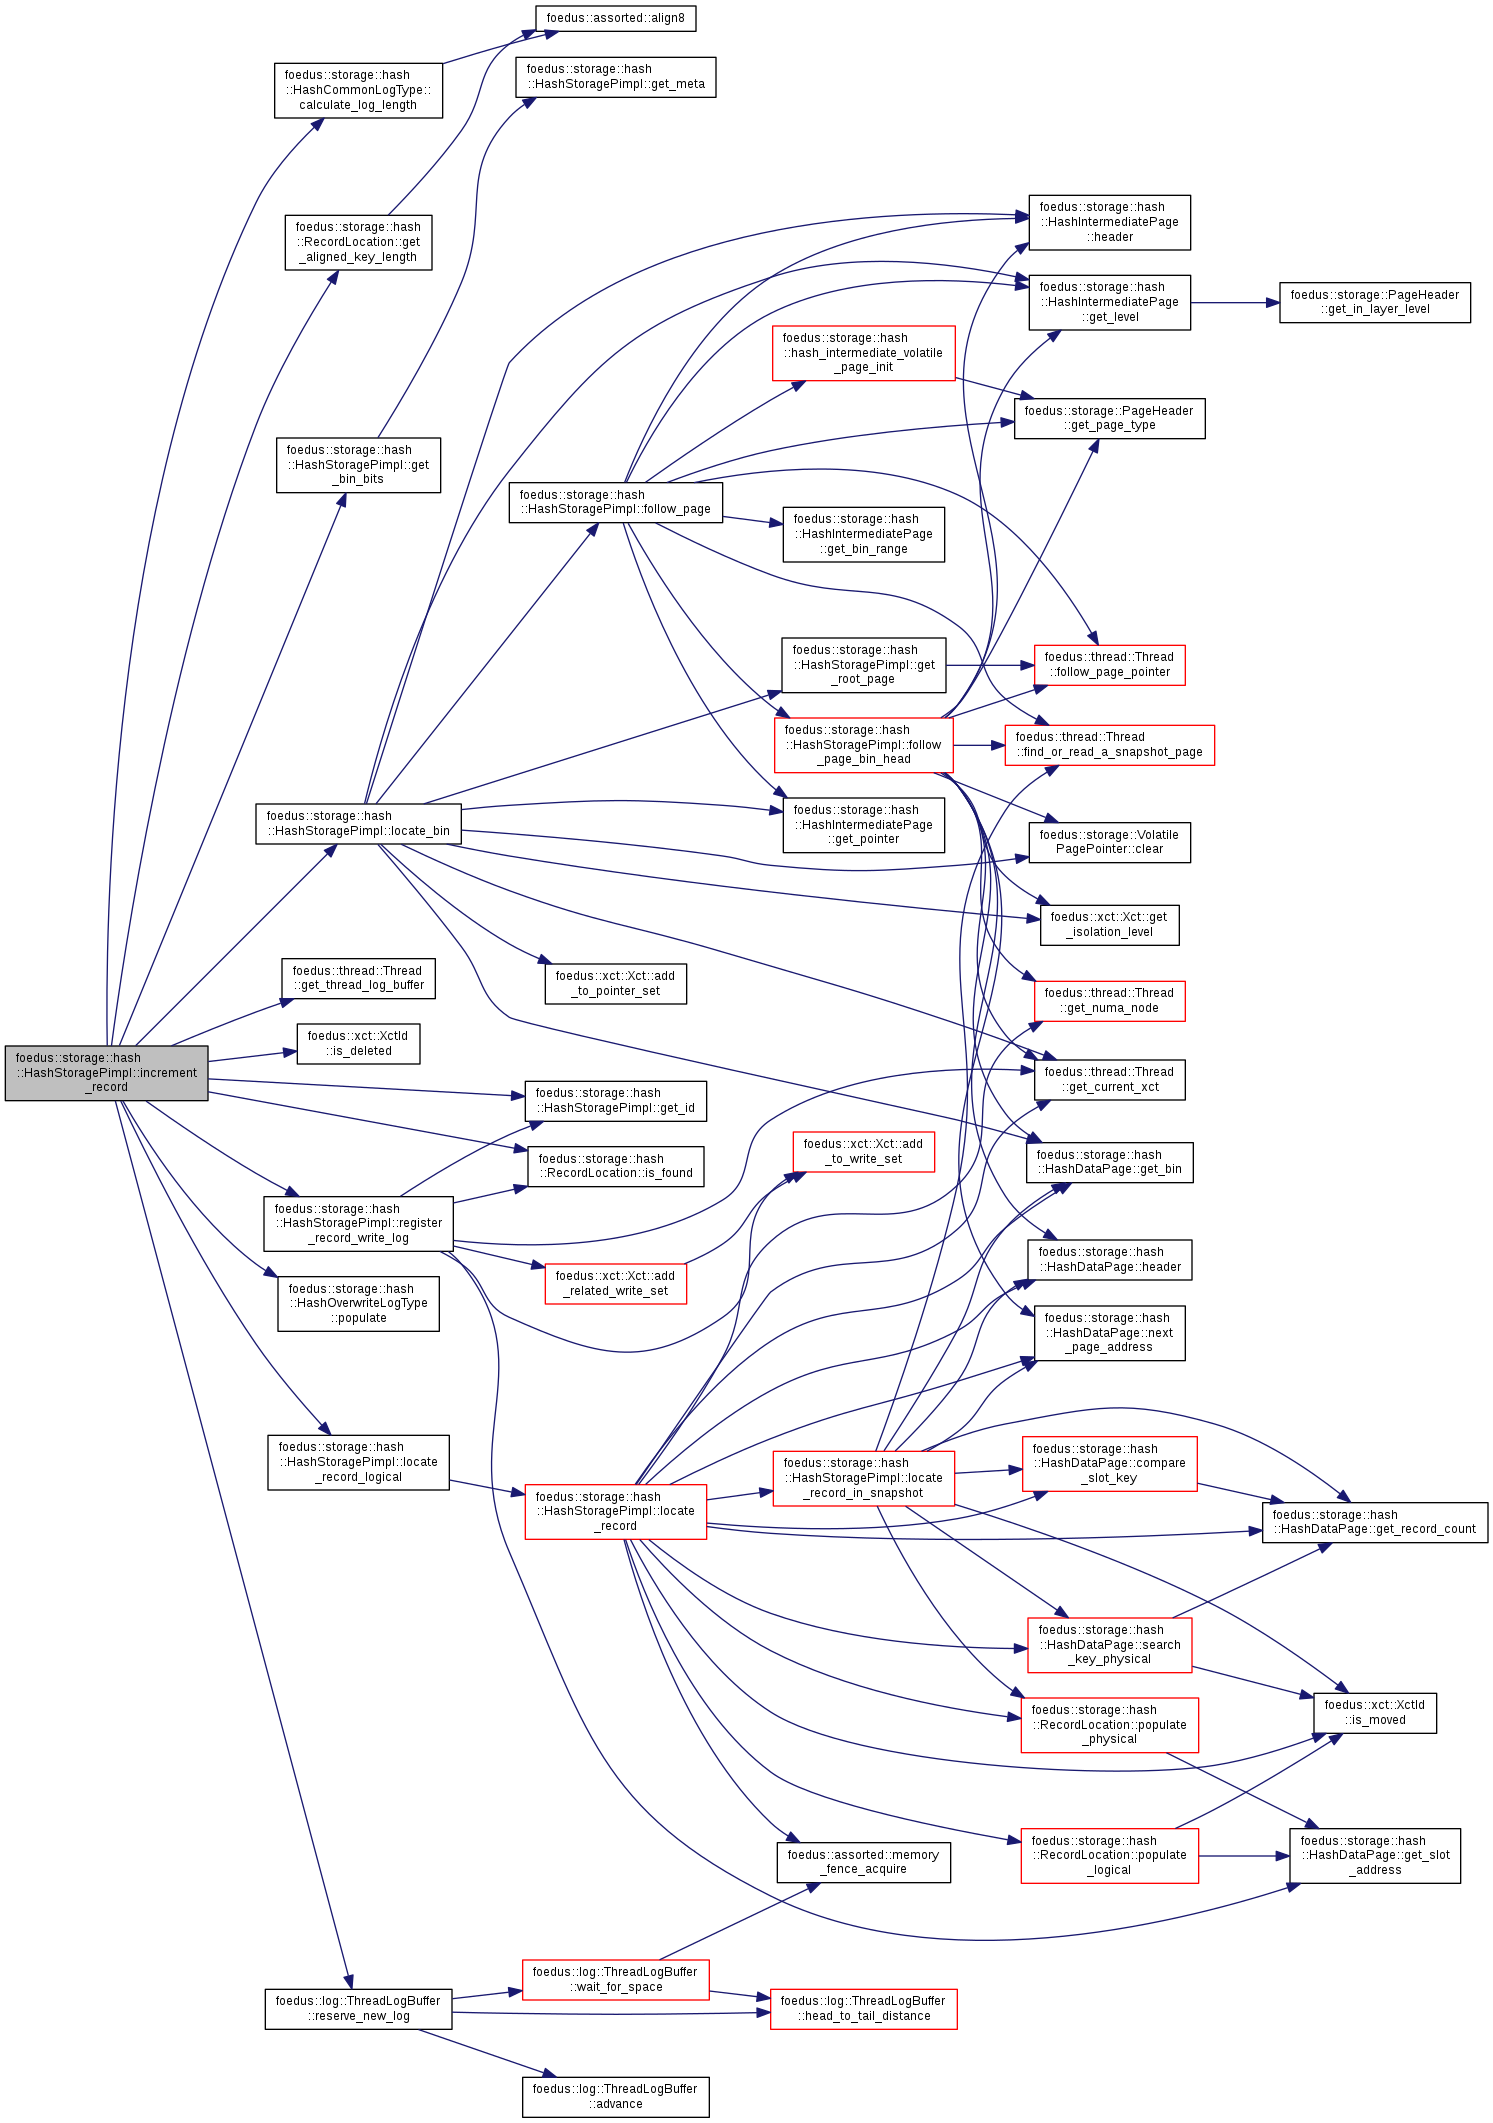 foedus::assorted::align8
foedus::storage::hash
::HashStoragePimpl::get_meta
foedus::storage::hash
::HashCommonLogType::
calculate_log_length
foedus::storage::hash
::RecordLocation::get
_aligned_key_length
foedus::storage::hash
::HashIntermediatePage
::header
foedus::storage::hash
::HashIntermediatePage
::get_level
foedus::storage::PageHeader
::get_in_layer_level
foedus::storage::hash
::hash_intermediate_volatile
_page_init
foedus::storage::PageHeader
::get_page_type
foedus::storage::hash
::HashStoragePimpl::get
_bin_bits
foedus::storage::hash
::HashStoragePimpl::follow_page
foedus::storage::hash
::HashIntermediatePage
::get_bin_range
foedus::storage::hash
::HashStoragePimpl::get
_root_page
foedus::thread::Thread
::follow_page_pointer
foedus::storage::hash
::HashStoragePimpl::follow
_page_bin_head
foedus::thread::Thread
::find_or_read_a_snapshot_page
foedus::storage::hash
::HashStoragePimpl::locate_bin
foedus::storage::hash
::HashIntermediatePage
::get_pointer
foedus::storage::Volatile
PagePointer::clear
foedus::xct::Xct::get
_isolation_level
foedus::thread::Thread
::get_thread_log_buffer
foedus::xct::Xct::add
_to_pointer_set
foedus::thread::Thread
::get_numa_node
foedus::xct::XctId
::is_deleted
foedus::storage::hash
::HashStoragePimpl::increment
_record
foedus::storage::hash
::HashStoragePimpl::get_id
foedus::thread::Thread
::get_current_xct
foedus::storage::hash
::RecordLocation::is_found
foedus::xct::Xct::add
_to_write_set
foedus::storage::hash
::HashDataPage::get_bin
foedus::storage::hash
::HashStoragePimpl::register
_record_write_log
foedus::xct::Xct::add
_related_write_set
foedus::storage::hash
::HashDataPage::header
foedus::storage::hash
::HashOverwriteLogType
::populate
foedus::storage::hash
::HashDataPage::next
_page_address
foedus::storage::hash
::HashStoragePimpl::locate
_record_logical
foedus::storage::hash
::HashStoragePimpl::locate
_record
foedus::storage::hash
::HashStoragePimpl::locate
_record_in_snapshot
foedus::storage::hash
::HashDataPage::compare
_slot_key
foedus::storage::hash
::HashDataPage::get_record_count
foedus::storage::hash
::HashDataPage::search
_key_physical
foedus::storage::hash
::RecordLocation::populate
_physical
foedus::xct::XctId
::is_moved
foedus::assorted::memory
_fence_acquire
foedus::storage::hash
::RecordLocation::populate
_logical
foedus::storage::hash
::HashDataPage::get_slot
_address
foedus::log::ThreadLogBuffer
::reserve_new_log
foedus::log::ThreadLogBuffer
::wait_for_space
foedus::log::ThreadLogBuffer
::head_to_tail_distance
foedus::log::ThreadLogBuffer
::advance